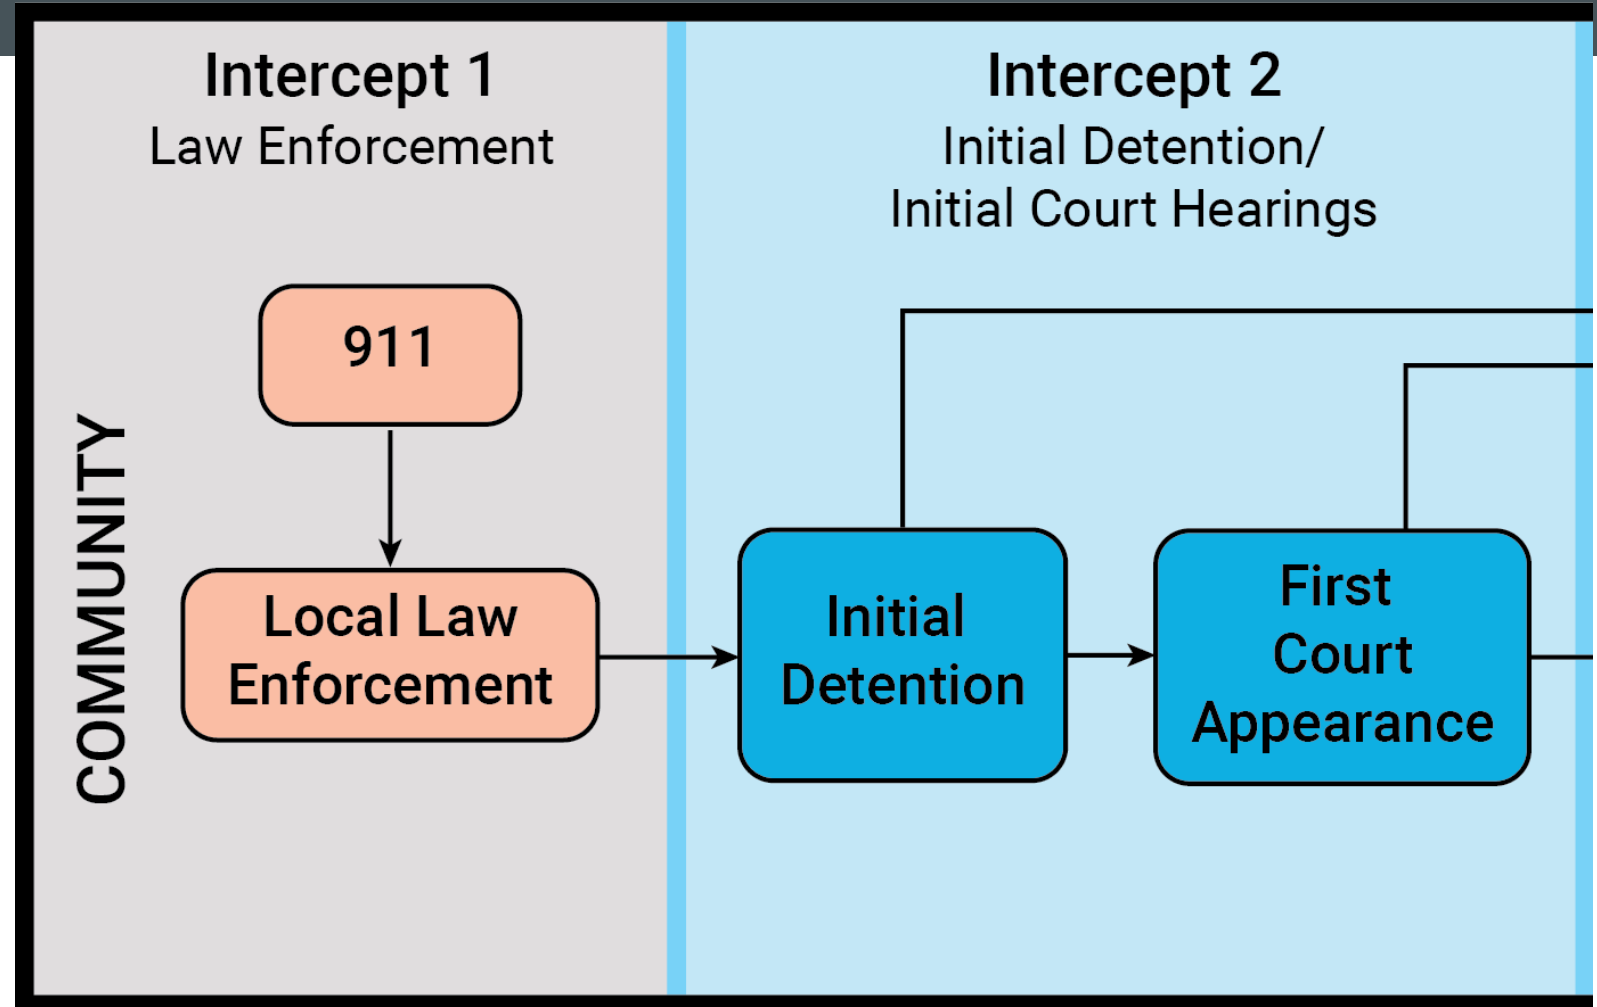 Intercept 1
Law Enforcement
911
Local Law
Enforcement
COMMUNITY
Intercept 2
Initial Detention/
Initial Court Hearings
Initial
Detention
First
Court
Appearance